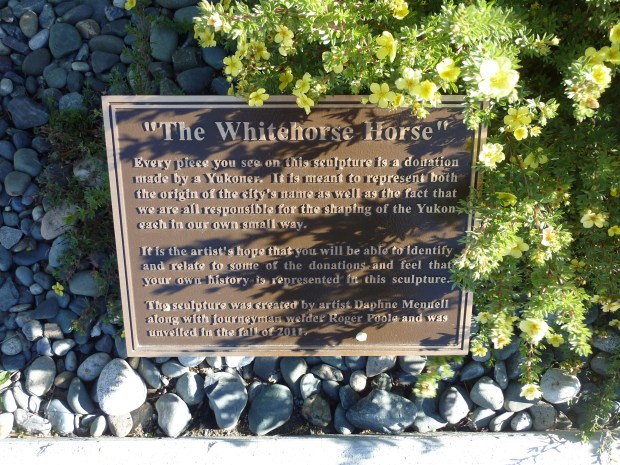 "The Whitehorse Horse"
Every piece you see on this sculpture is a donation
made by a Yukoner. It is meant to represent both
the origin of the city's name as well as the fact that
we are all responsible for the shaping of the Yukon
each in our own small way.
It is the artist's hope that you will be able to identify
and relate to some of the donations and feel that
your own history is represented in this sculpture.
The sculpture was created by artist Daphne Mennell
along with journeyman welder Roger Poole and was
unveiled in the fall of 2011.